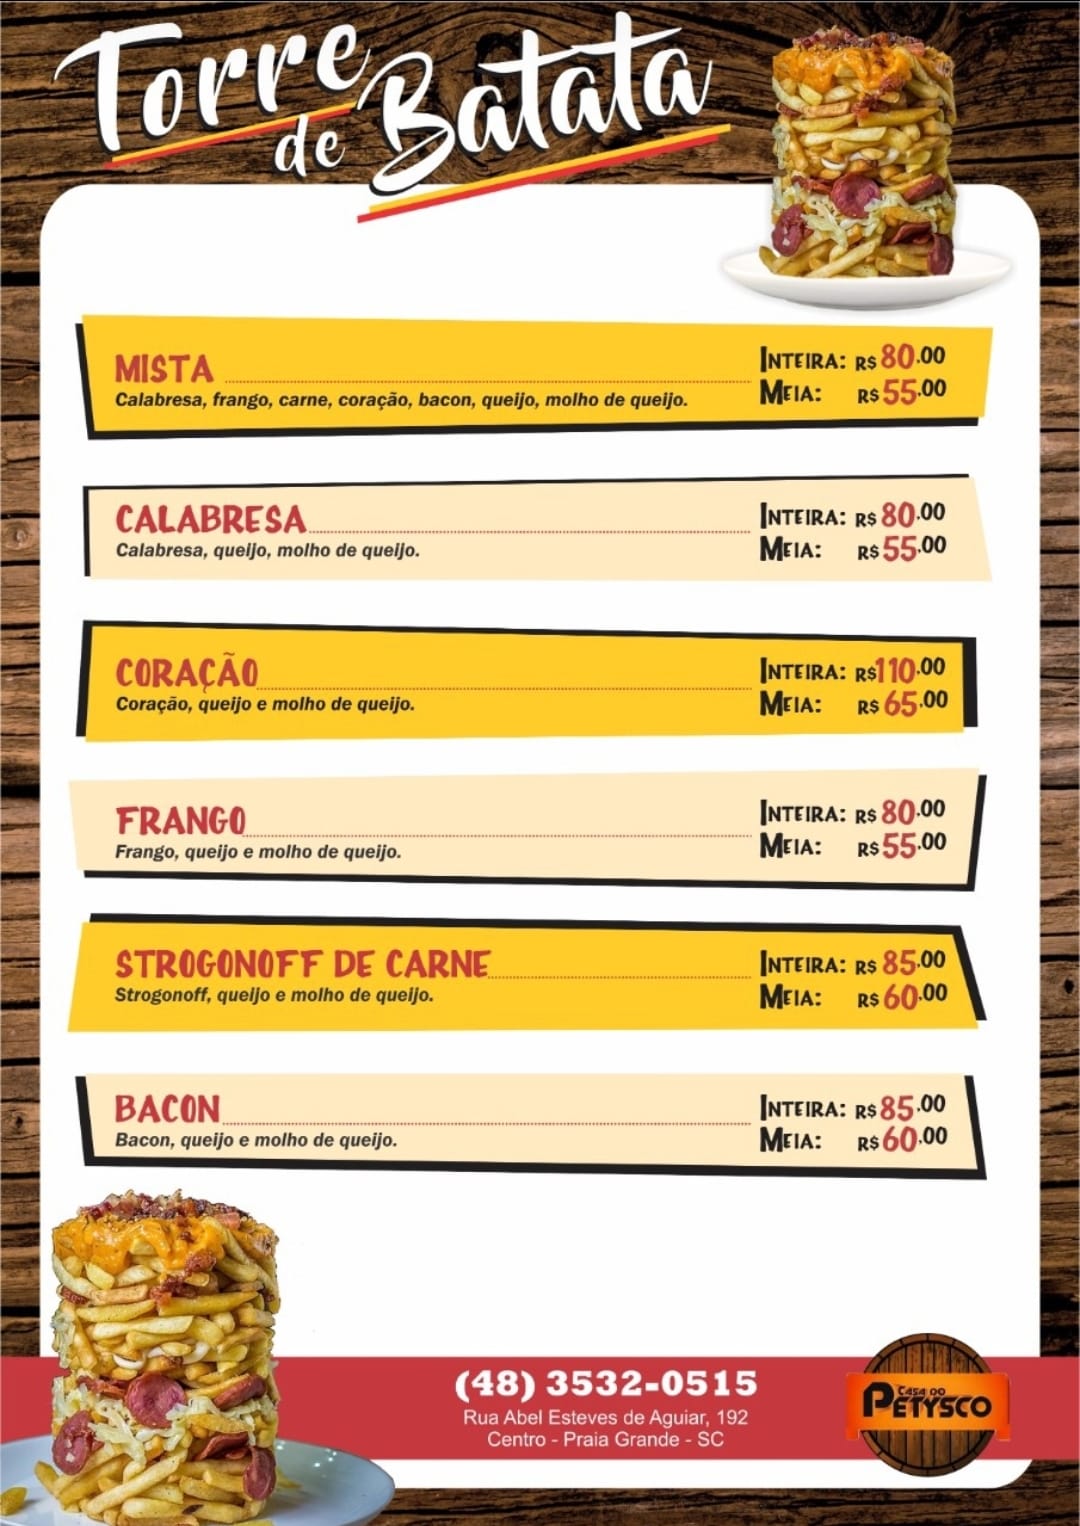 Torre
de Batata
MISTA
Calabresa, frango, carne, coração, bacon, queijo, molho de queijo.
INTEIRA: R$ 80.00
MEIA: R$ 55.00
CALABRESA
Calabresa, queijo, molho de queijo.
INTEIRA: R$ 80.00
MEIA: R$ 55.00
CORAÇÃO
Coração, queijo e molho de queijo.
INTEIRA: R$ 110.00
MEIA: R$ 65.00
FRANGO
Frango, queijo e molho de queijo.
INTEIRA: R$ 80.00
MEIA: R$ 55.00
STROGONOFF DE CARNE
Strogonoff, queijo e molho de queijo.
INTEIRA: R$ 85.00
MEIA: R$ 60.00
BACON
Bacon, queijo e molho de queijo.
INTEIRA: R$ 85.00
MEIA: R$ 60.00
(48) 3532-0515
Rua Abel Esteves de Aguiar, 192
Centro - Praia Grande - SC
CASA DO
PETYSCO